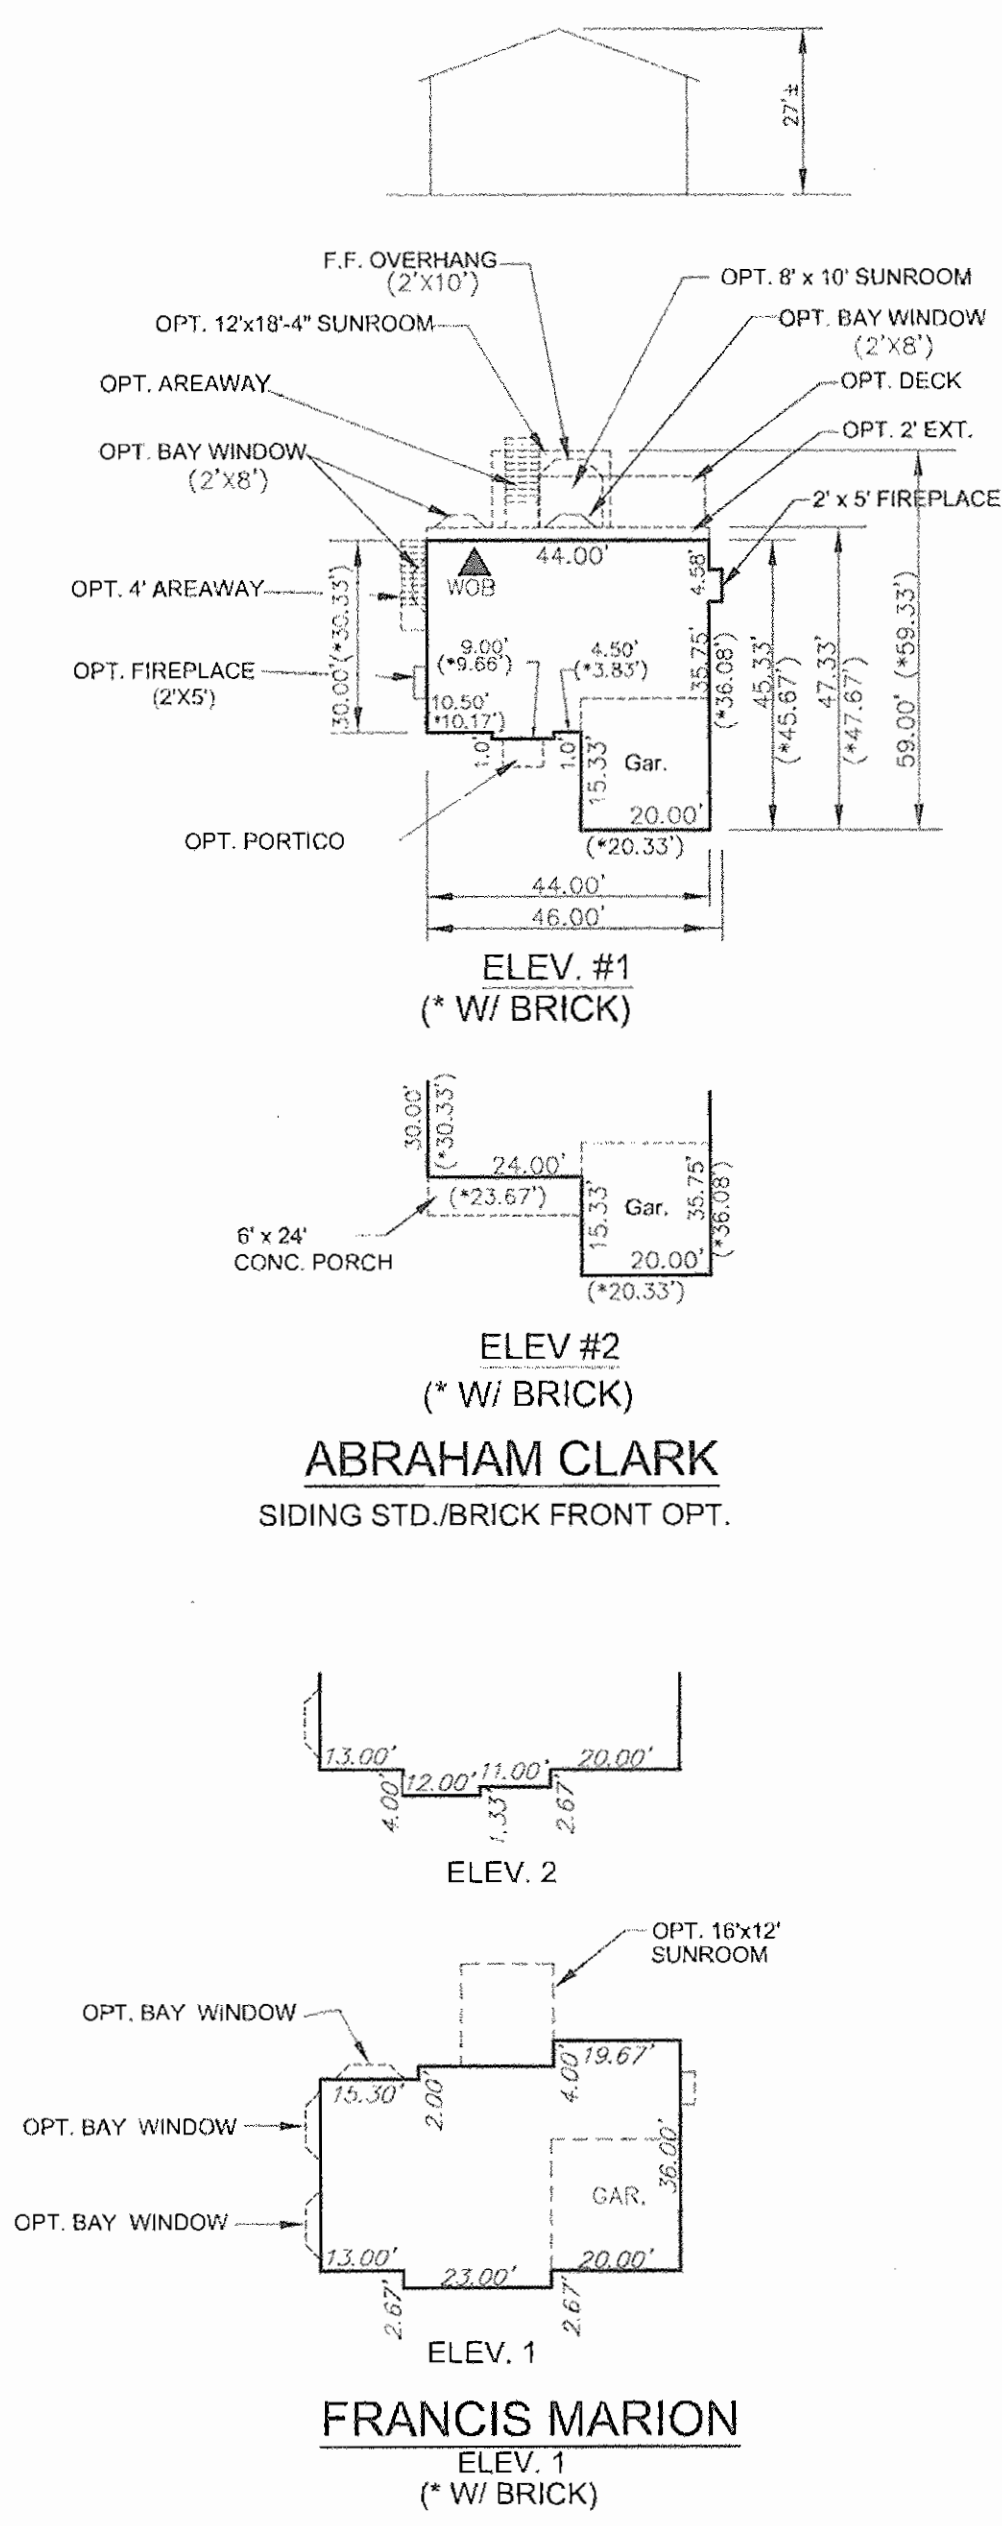 27'±
F.F. OVERHANG
(2'X10')
OPT. 8' x 10' SUNROOM
OPT. 12'x18'-4" SUNROOM
OPT. BAY WINDOW
(2'X8')
OPT. AREAWAY
OPT. DECK
OPT. 2' EXT.
OPT. BAY WINDOW
(2'X8')
2' x 5' FIREPLACE
44.00'
4.58'
WOB
OPT. 4' AREAWAY
30.00'(*30.33')
9.00'
(*9.66')
4.50'
(*3.83')
35.75'
(*36.08')
45.33'
(*45.67')
47.33'
(*47.67')
59.00' (*59.33')
OPT. FIREPLACE
(2'X5')
10.50'
*10.17')
1.0'
1.0'
15.33'
Gar.
20.00'
(*20.33')
OPT. PORTICO
44.00'
46.00'
ELEV. #1
(* W/ BRICK)
30.00'
(*30.33')
24.00'
(*23.67')
15.33'
Gar.
35.75'
(*36.08')
6' x 24'
CONC. PORCH
20.00'
(*20.33')
ELEV #2
(* W/ BRICK)
ABRAHAM CLARK
SIDING STD./BRICK FRONT OPT.
13.00'
4.00'
12.00'
11.00'
1.33'
20.00'
2.67'
ELEV. 2
OPT. 16'x12'
SUNROOM
OPT. BAY WINDOW
15.30'
2.00'
4.00'
19.67'
OPT. BAY WINDOW
36.00'
GAR.
OPT. BAY WINDOW
13.00'
23.00'
20.00'
2.67'
2.67'
ELEV. 1
FRANCIS MARION
ELEV. 1
(* W/ BRICK)